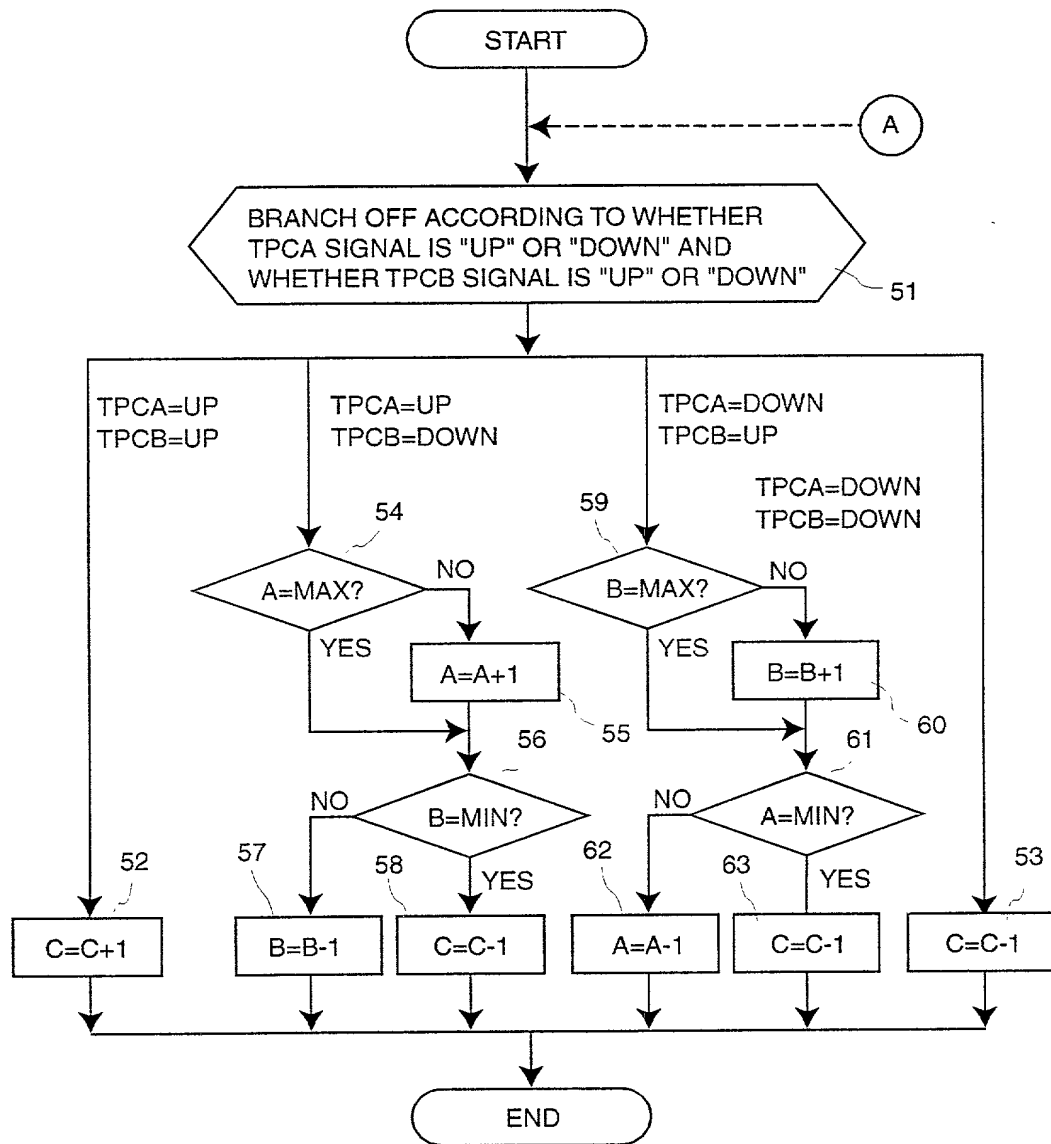 START
A
BRANCH OFF ACCORDING TO WHETHER
TPCA SIGNAL IS "UP" OR "DOWN" AND
WHETHER TPCB SIGNAL IS "UP" OR "DOWN"
51
TPCA=UP
TPCB=UP
TPCA=UP
TPCB=DOWN
TPCA=DOWN
TPCB=UP
TPCA=DOWN
TPCB=DOWN
54
A=MAX?
NO
YES
A=A+1
55
59
B=MAX?
NO
YES
B=B+1
60
56
B=MIN?
NO
YES
61
A=MIN?
NO
YES
52
C=C+1
57
B=B-1
58
C=C-1
62
A=A-1
63
C=C-1
53
C=C-1
END